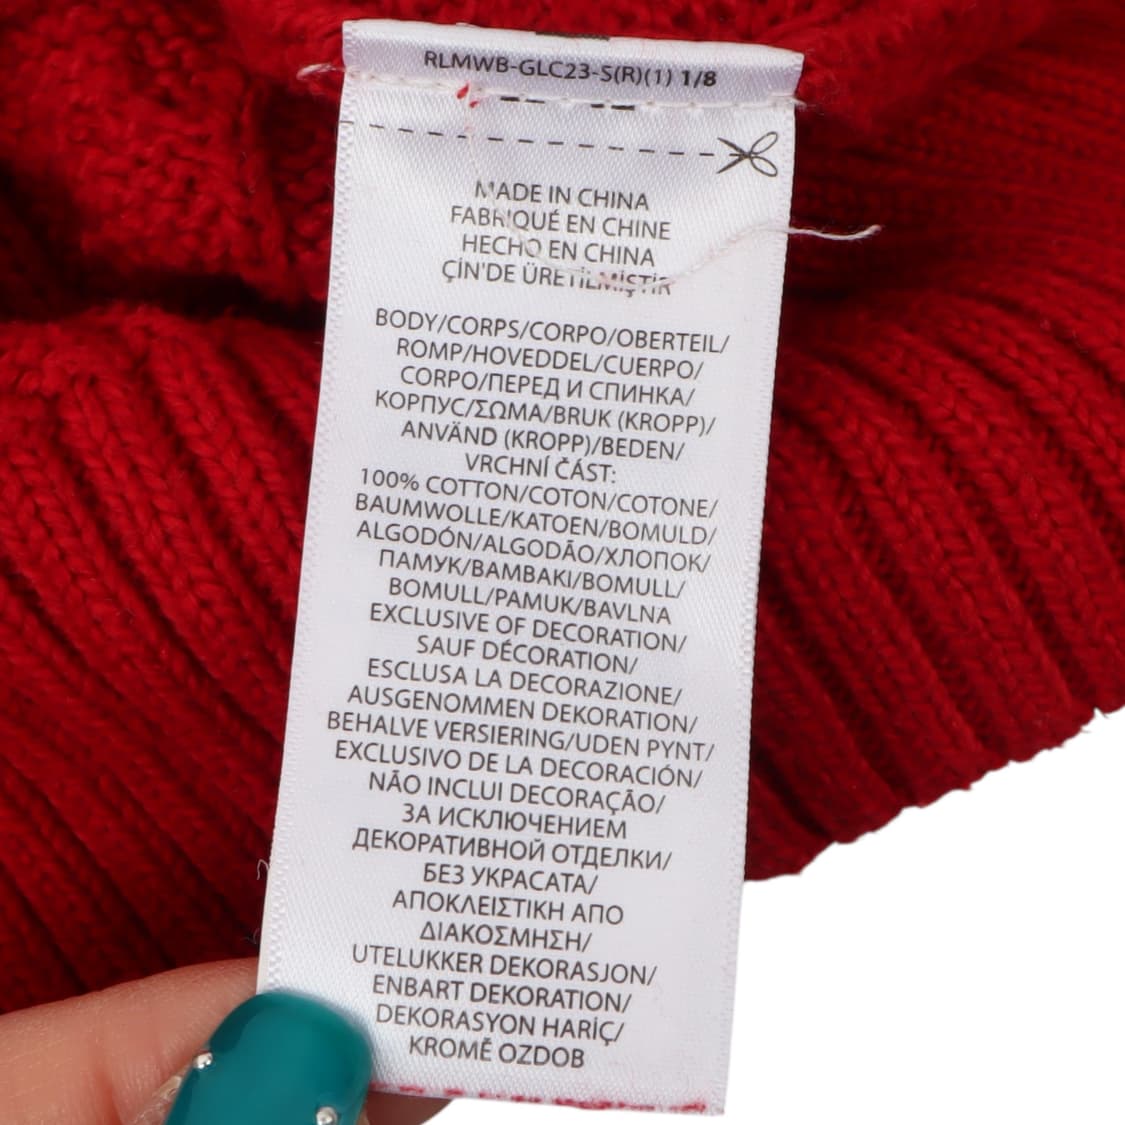 RLMWB-GLC23-S(R)(1) 1/8
MADE IN CHINA
FABRIQUÉ EN CHINE
HECHO EN CHINA
ÇİN'DE ÜRETİLMİŞTİR
BODY/CORPS/CORPO/OBERTEIL/
ROMP/HOVEDDEL/CUERPO/
CORPO/ПЕРЕД И СПИНКА/
КОРПУС/ΣΩΜΑ/BRUK (KROPP)/
ANVÄND (KROPP)/BEDEN/
VRCHNÍ ČÁST:
100% COTTON/COTON/COTONE/
BAUMWOLLE/KATOEN/BOMULD/
ALGODÓN/ALGODÃO/ХЛОПОК/
ПАМУК/BAMBAKI/BOMULL/
BOMULL/PAMUK/BAVLNA
EXCLUSIVE OF DECORATION/
SAUF DÉCORATION/
ESCLUSA LA DECORAZIONE/
AUSGENOMMEN DEKORATION/
BEHALVE VERSIERING/UDEN PYNT/
EXCLUSIVO DE LA DECORACIÓN/
NÃO INCLUI DECORAÇÃO/
ЗА ИСКЛЮЧЕНИЕМ
ДЕКОРАТИВНОЙ ОТДЕЛКИ/
БЕЗ УКРАСАТА/
ΑΠΟΚΛΕΙΣΤΙΚΗ ΑΠΟ
ΔΙΑΚΟΣΜΗΣΗ/
UTELUKKER DEKORASJON/
ENBART DEKORATION/
DEKORASYON HARİÇ/
KROMĚ OZDOB